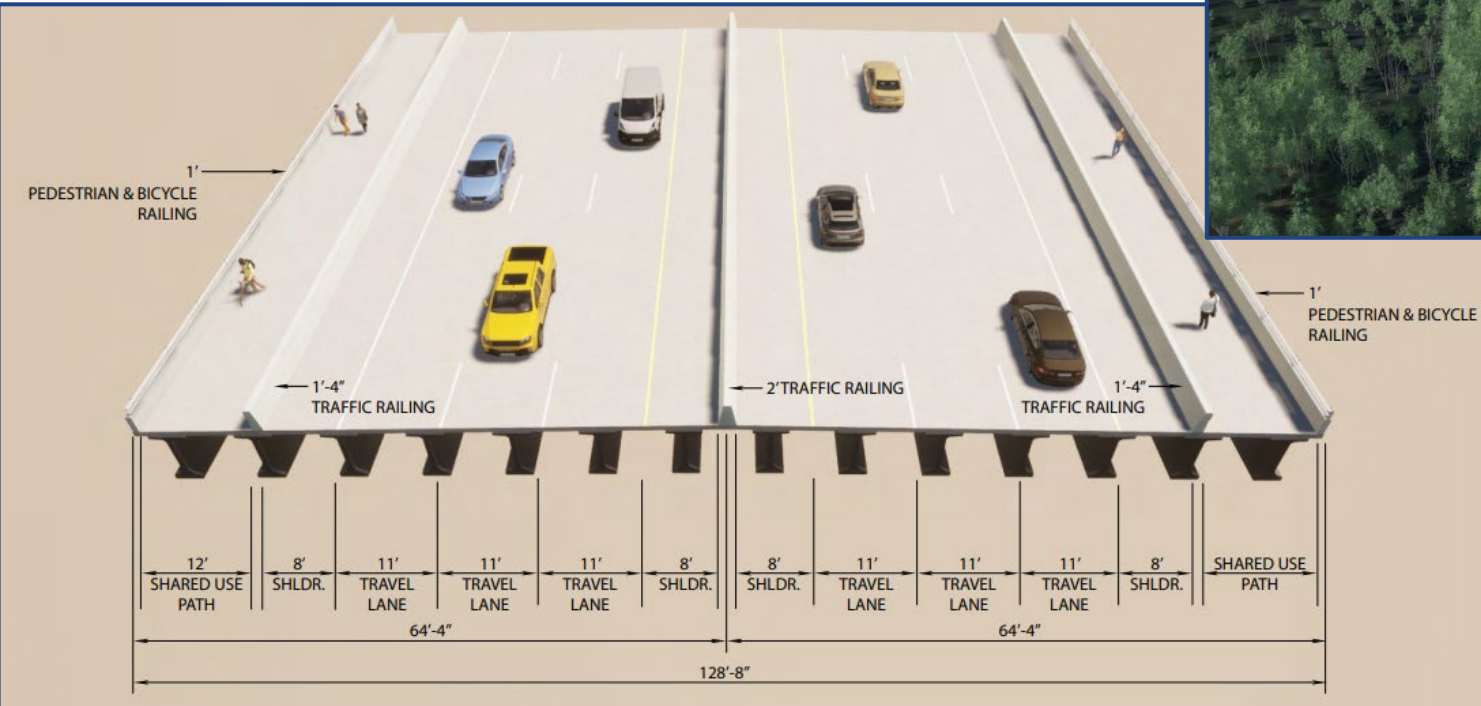 1’
PEDESTRIAN & BICYCLE
RAILING
1’
PEDESTRIAN & BICYCLE
RAILING
1’-4”
TRAFFIC RAILING
2’ TRAFFIC RAILING
1’-4”
TRAFFIC RAILING
12’
SHARED USE
PATH
8’
SHLDR.
11’
TRAVEL
LANE
11’
TRAVEL
LANE
11’
TRAVEL
LANE
8’
SHLDR.
8’
SHLDR.
11’
TRAVEL
LANE
11’
TRAVEL
LANE
11’
TRAVEL
LANE
8’
SHLDR.
SHARED USE
PATH
64’-4”
64’-4”
128’-8”